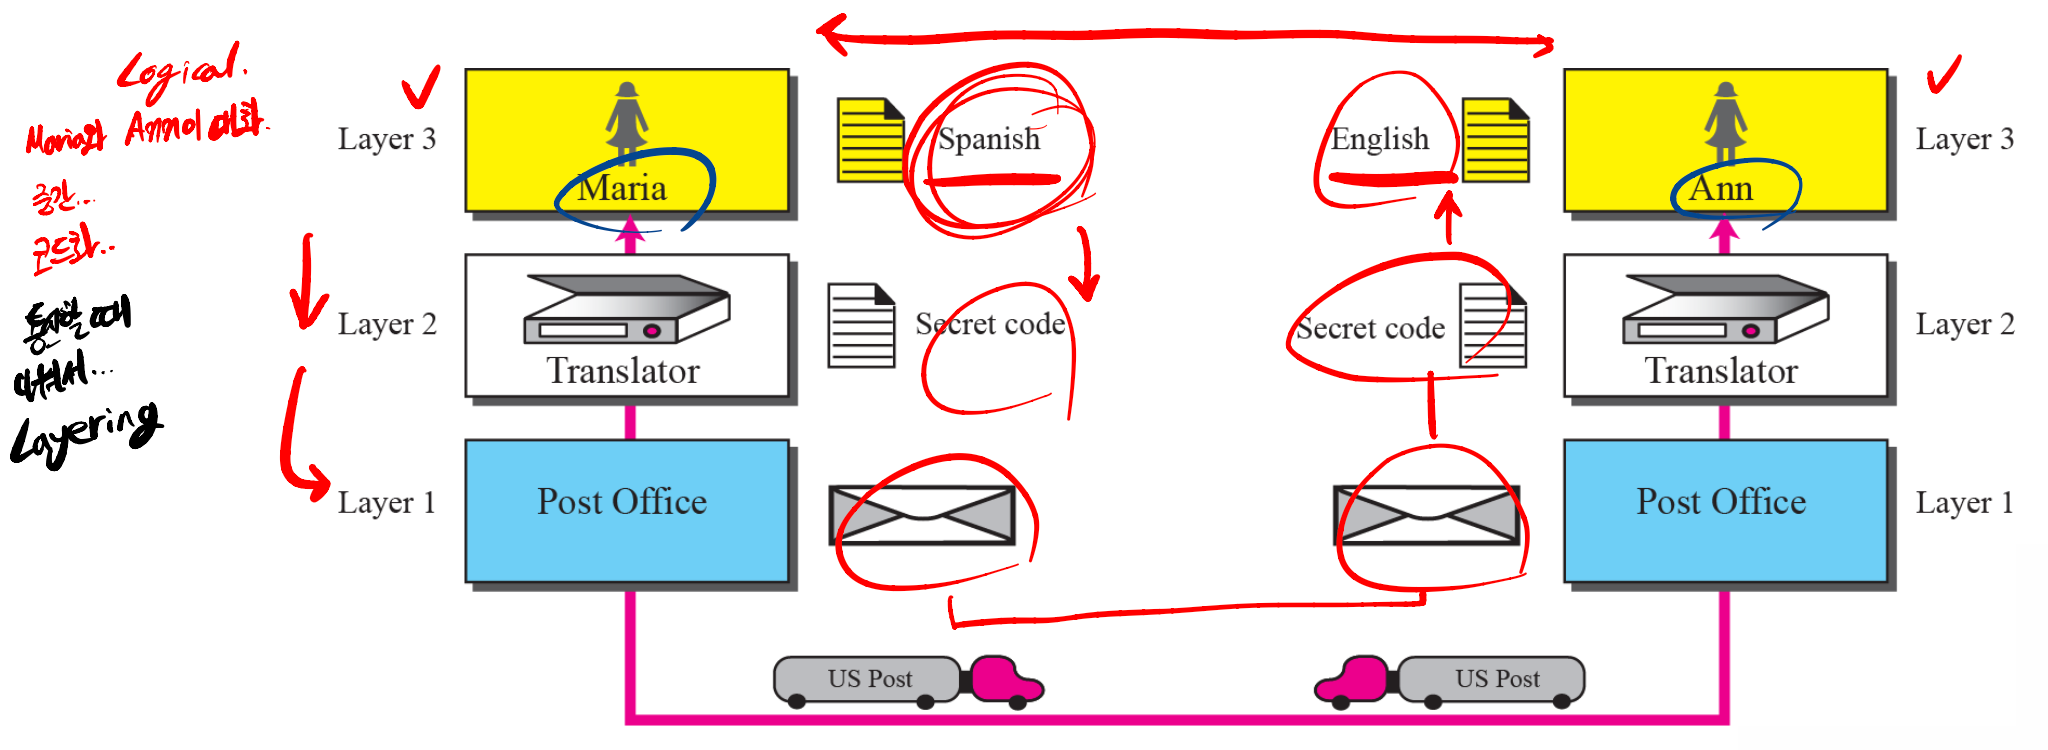 Logical.
Maria와 Ann이 대화.
중간...
코드화..
통신할 때
나눠서...
Layering
Layer 3
Maria
Spanish
English
Ann
Layer 3
Layer 2
Translator
Secret code
Secret code
Translator
Layer 2
Layer 1
Post Office
Post Office
Layer 1
US Post
US Post